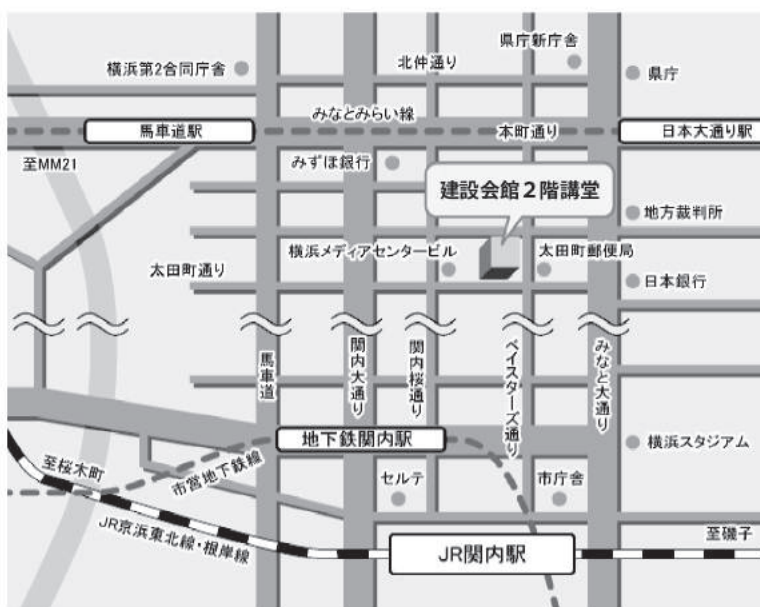 県庁新庁舎
北仲通り
横浜第2合同庁舎
県庁
みなとみらい線
馬車道駅
本町通り
日本大通り駅
至MM21
みずほ銀行
建設会館2階講堂
地方裁判所
横浜メディアセンタービル
太田町郵便局
太田町通り
日本銀行
馬車道
関内大通り
関内桜通り
ベイスターズ通り
みなと大通り
地下鉄関内駅
横浜スタジアム
至桜木町
市営地下鉄線
セルテ
市庁舎
JR京浜東北線・根岸線
至磯子
JR関内駅